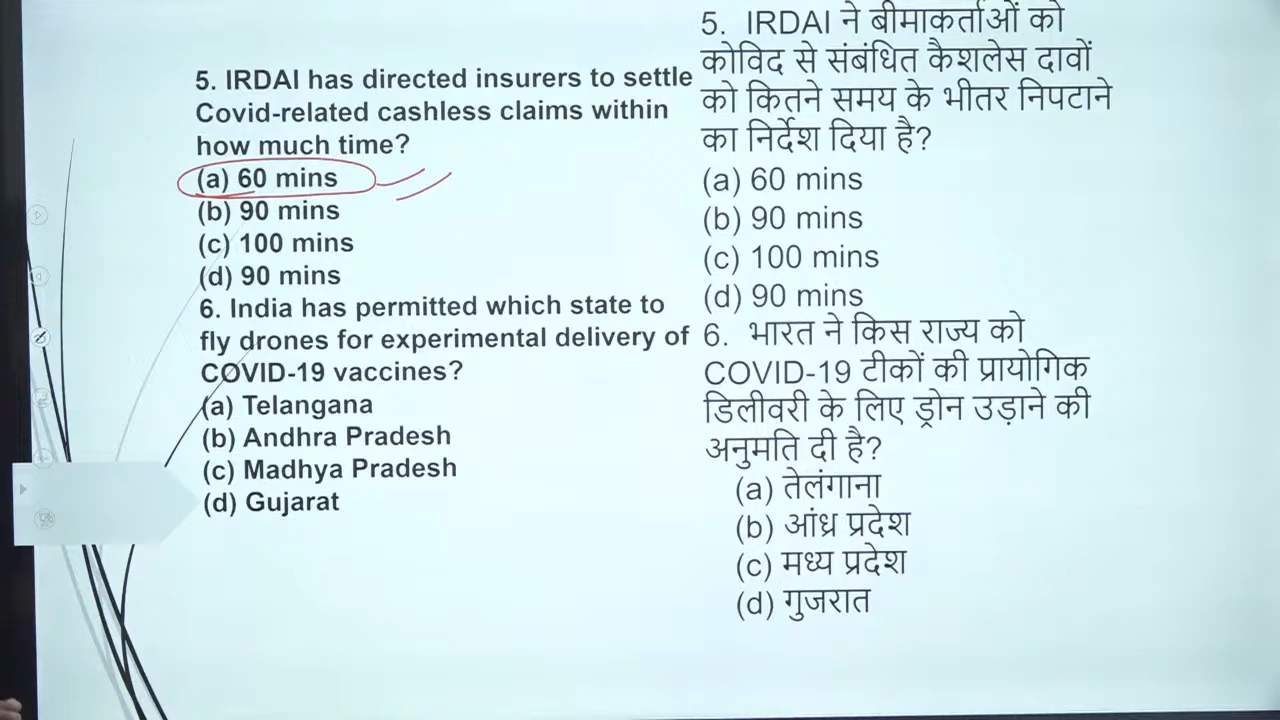 5. IRDAI has directed insurers to settle
Covid-related cashless claims within
how much time?
(a) 60 mins
(b) 90 mins
(c) 100 mins
(d) 90 mins
6. India has permitted which state to
fly drones for experimental delivery of
COVID-19 vaccines?
(a) Telangana
(b) Andhra Pradesh
(c) Madhya Pradesh
(d) Gujarat
5. IRDAI ने बीमाकर्ताओं को
कोविद से संबंधित कैशलेस दावों
को कितने समय के भीतर निपटाने
का निर्देश दिया है?
(a) 60 mins
(b) 90 mins
(c) 100 mins
(d) 90 mins
6. भारत ने किस राज्य को
COVID-19 टीकों की प्रायोगिक
डिलीवरी के लिए ड्रोन उड़ाने की
अनुमति दी है?
(a) तेलंगाना
(b) आंध्र प्रदेश
(c) मध्य प्रदेश
(d) गुजरात